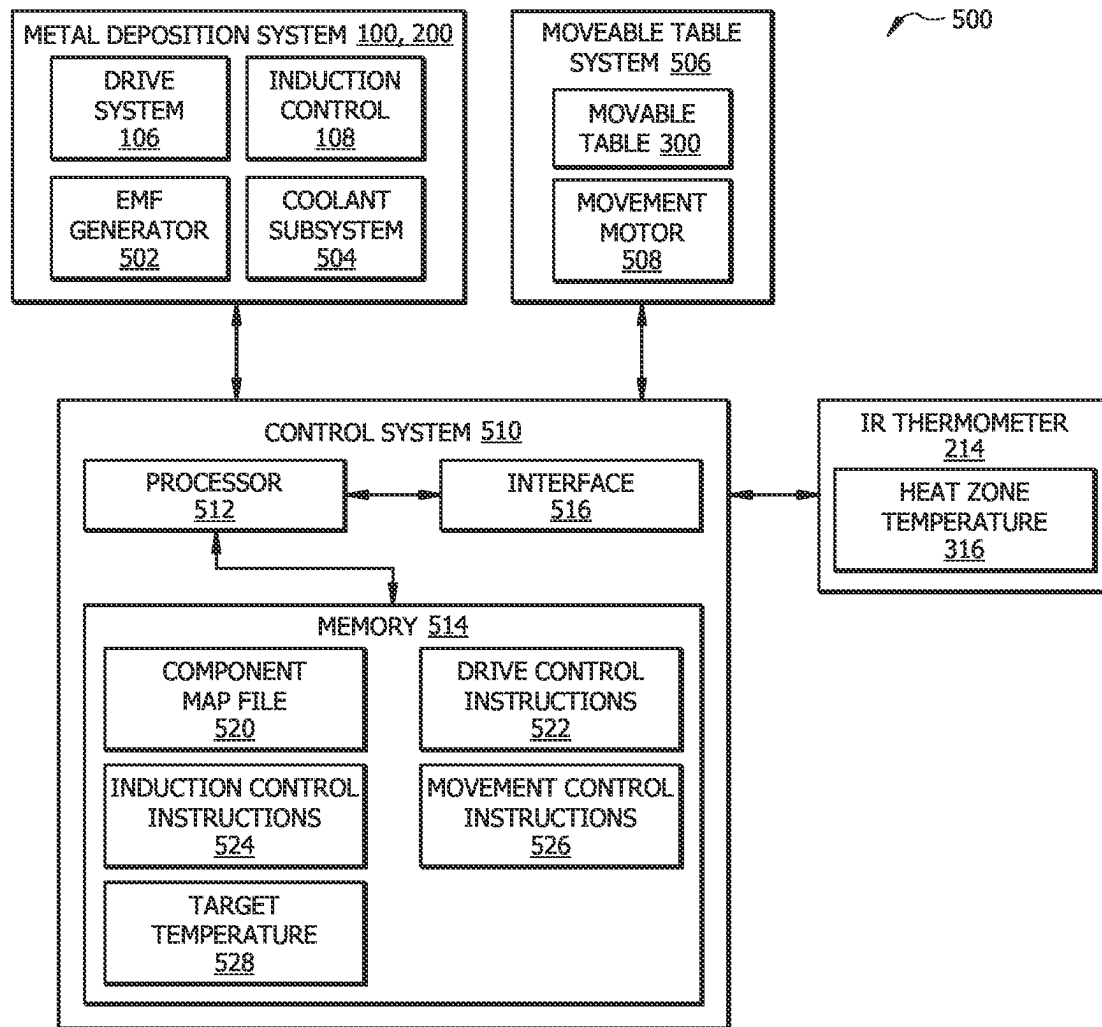 500
METAL DEPOSITION SYSTEM 100, 200
DRIVE
SYSTEM
106
INDUCTION
CONTROL
108
EMF
GENERATOR
502
COOLANT
SUBSYSTEM
504
MOVEABLE TABLE
SYSTEM 506
MOVABLE
TABLE 300
MOVEMENT
MOTOR
508
CONTROL SYSTEM 510
PROCESSOR
512
INTERFACE
516
IR THERMOMETER
214
HEAT ZONE
TEMPERATURE
316
MEMORY 514
COMPONENT
MAP FILE
520
DRIVE CONTROL
INSTRUCTIONS
522
INDUCTION CONTROL
INSTRUCTIONS
524
MOVEMENT CONTROL
INSTRUCTIONS
526
TARGET
TEMPERATURE
528